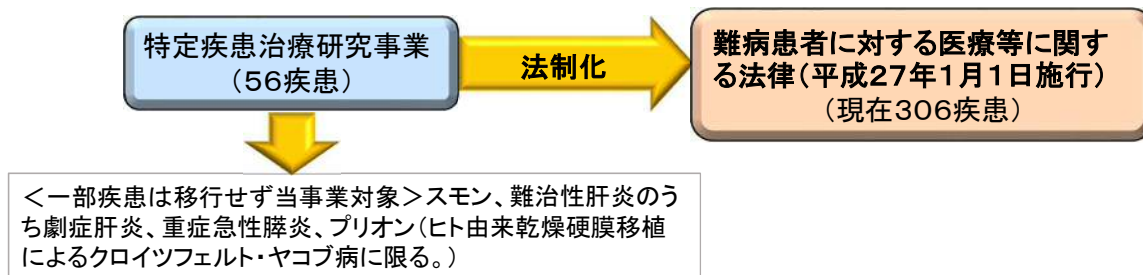 特定疾患治療研究事業
(56疾患)
法制化
難病患者に対する医療等に関す
る法律(平成27年1月1日施行)
(現在306疾患)
<一部疾患は移行せず当事業対象>スモン、難治性肝炎のう
ち劇症肝炎、重症急性膵炎、プリオン(ヒト由来乾燥硬膜移植
によるクロイツフェルト・ヤコブ病に限る。)